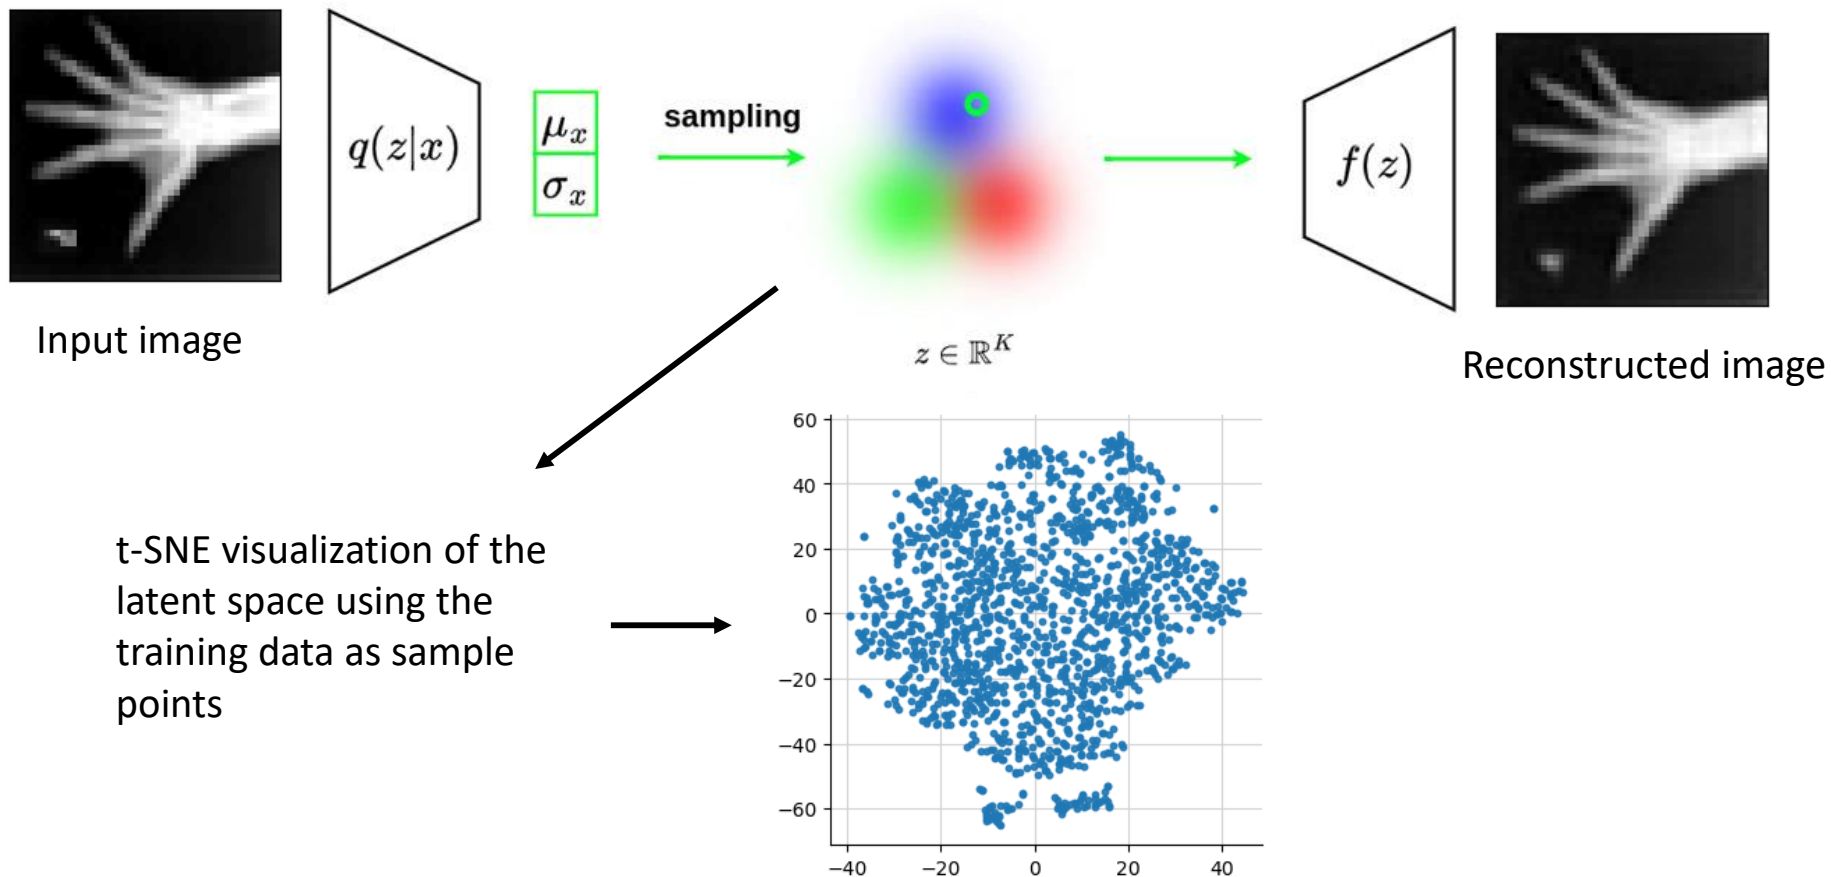 q(z|x)
μₓ
σₓ
sampling
f(z)
Input image
z ∈ ℝᴷ
Reconstructed image
t-SNE visualization of the
latent space using the
training data as sample
points
60
40
20
0
−20
−40
−60
−40 −20 0 20 40